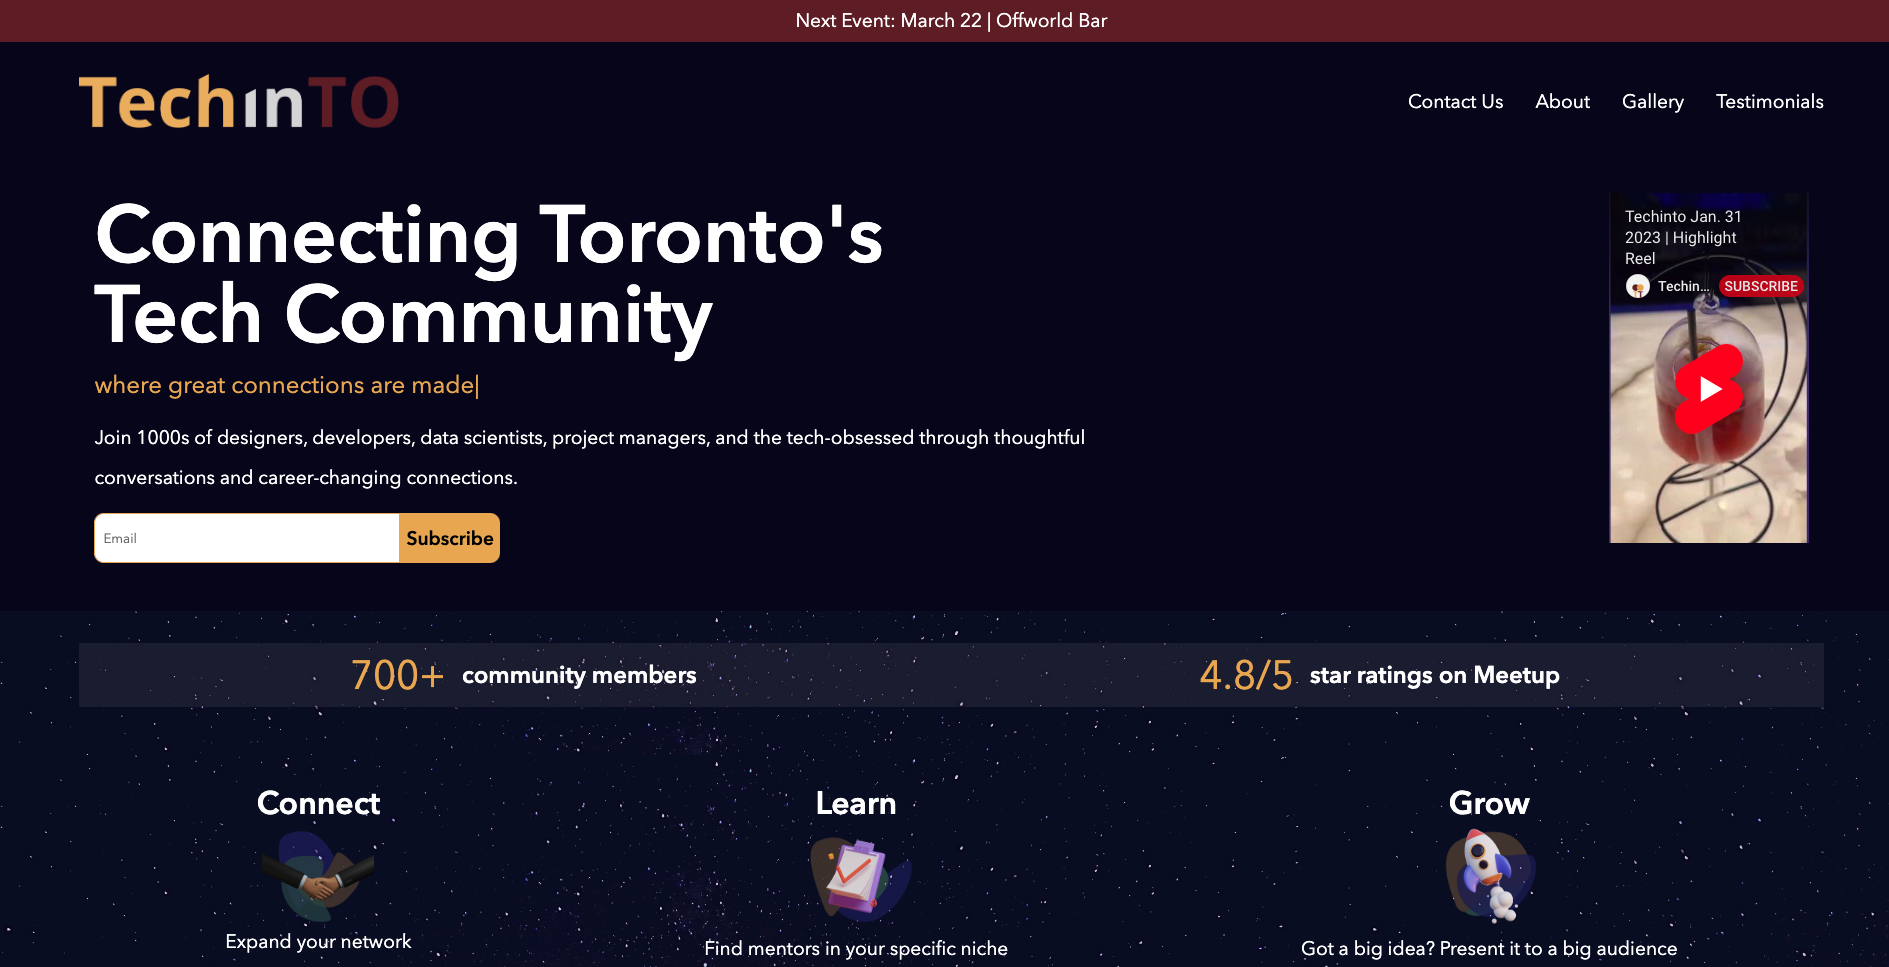 Next Event: March 22 | Offworld Bar
TechinTO
Contact Us About Gallery Testimonials
Connecting Toronto's
Tech Community
where great connections are made|
Join 1000s of designers, developers, data scientists, project managers, and the tech-obsessed through thoughtful
conversations and career-changing connections.
Email Subscribe
Techinto Jan. 31
2023 | Highlight
Reel
Techin... SUBSCRIBE
700+ community members
4.8/5 star ratings on Meetup
Connect
Expand your network
Learn
Find mentors in your specific niche
Grow
Got a big idea? Present it to a big audience